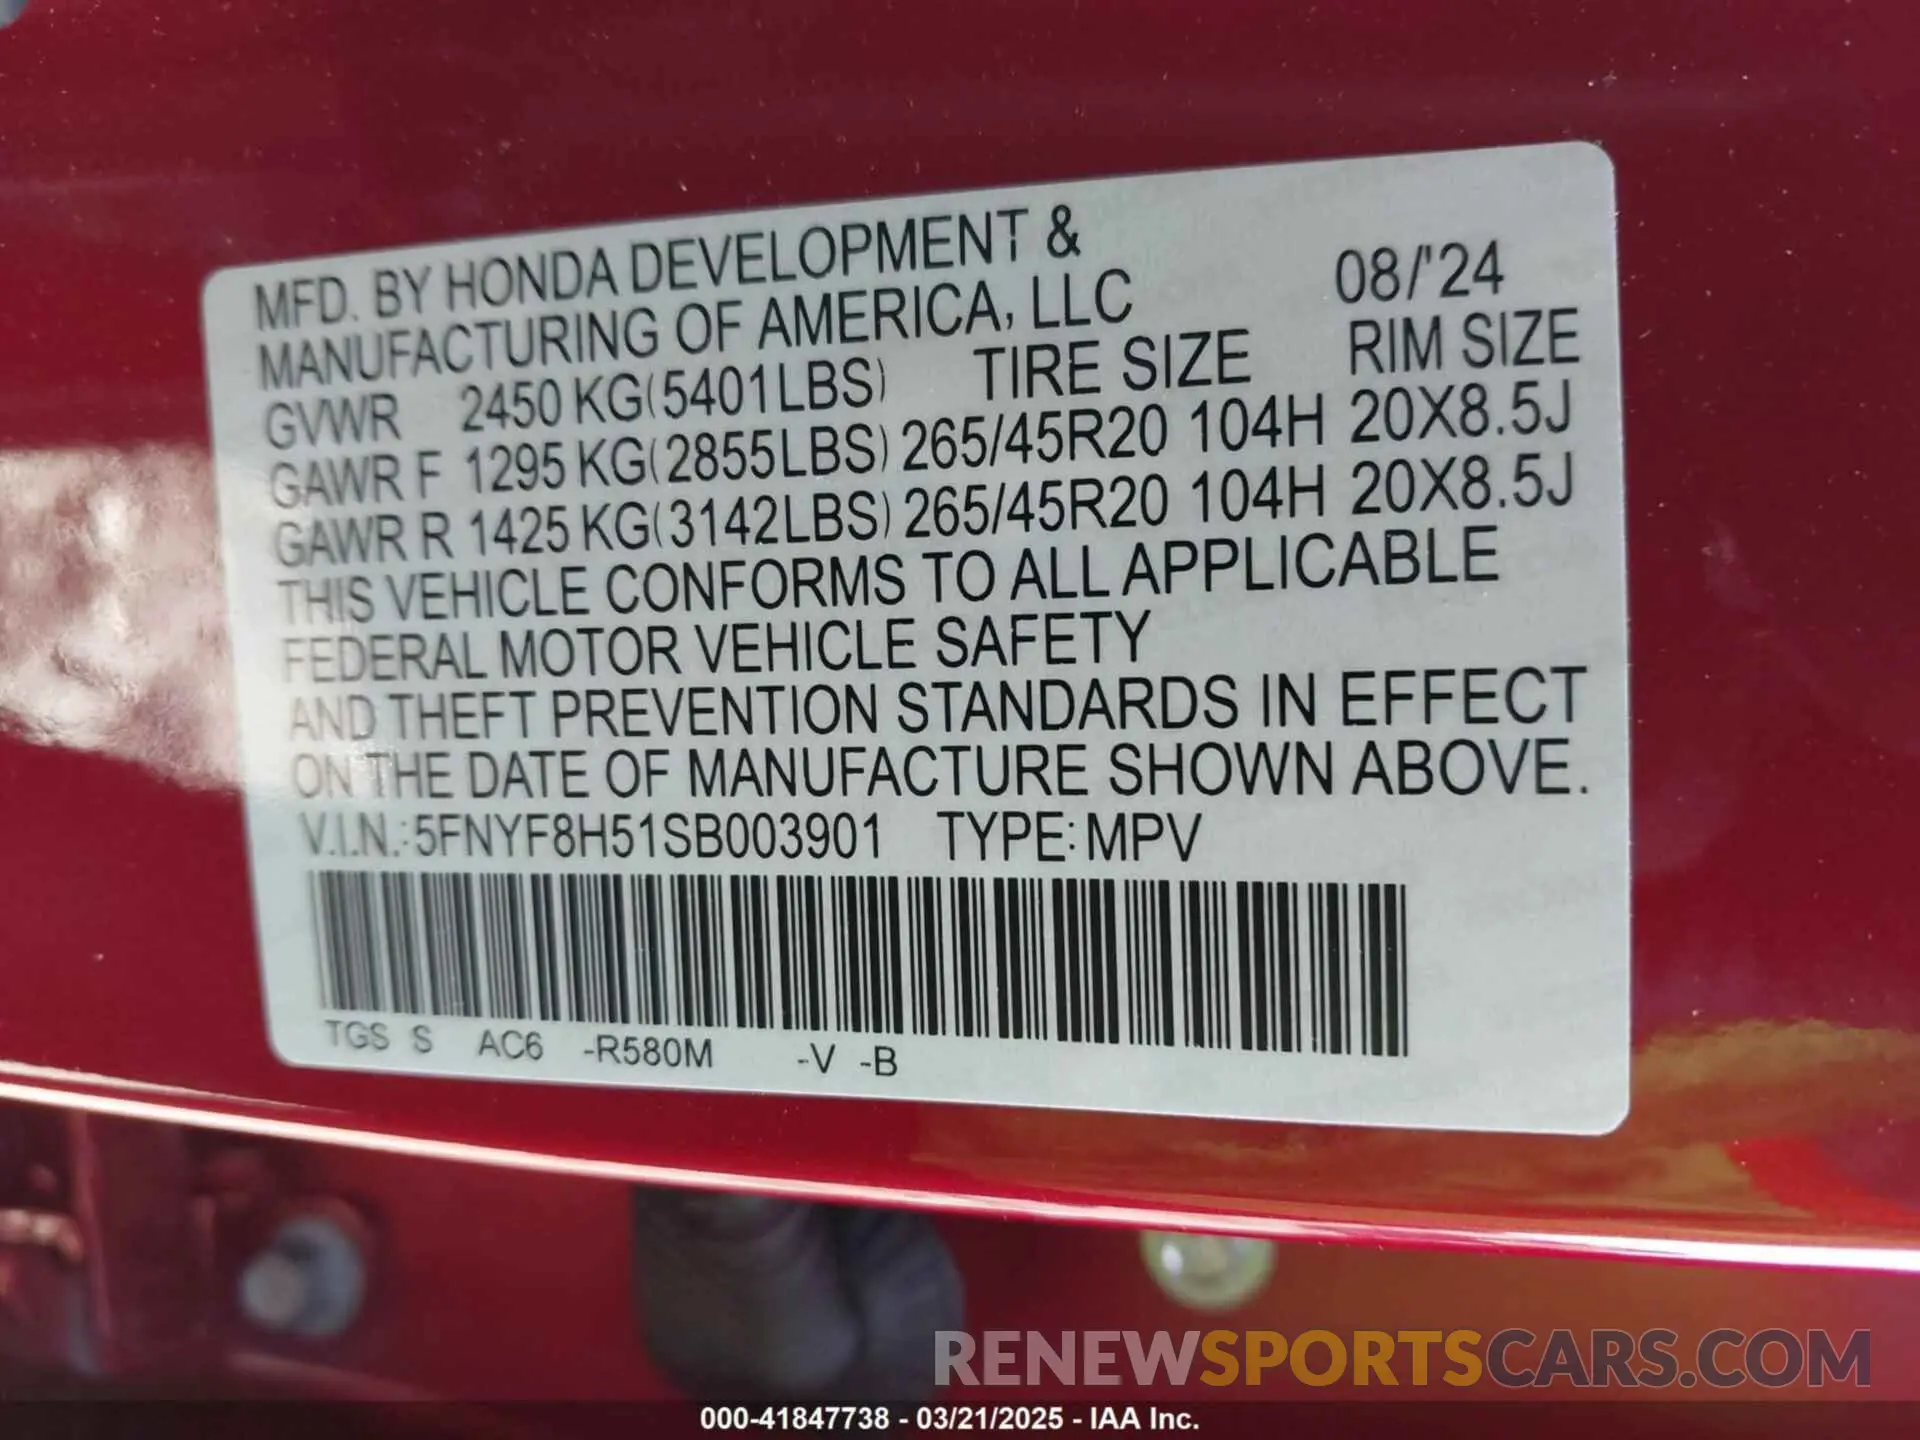 MFD. BY HONDA DEVELOPMENT &
MANUFACTURING OF AMERICA, LLC 08/'24
GVWR 2450 KG(5401LBS) TIRE SIZE RIM SIZE
GAWR F 1295 KG(2855LBS) 265/45R20 104H 20X8.5J
GAWR R 1425 KG(3142LBS) 265/45R20 104H 20X8.5J
THIS VEHICLE CONFORMS TO ALL APPLICABLE
FEDERAL MOTOR VEHICLE SAFETY
AND THEFT PREVENTION STANDARDS IN EFFECT
ON THE DATE OF MANUFACTURE SHOWN ABOVE.
V.I.N.: 5FNYF8H51SB003901 TYPE: MPV
TGS S AC6 -R580M -V -B
RENEWSPORTSCARS.COM
000-41847738 - 03/21/2025 - IAA Inc.